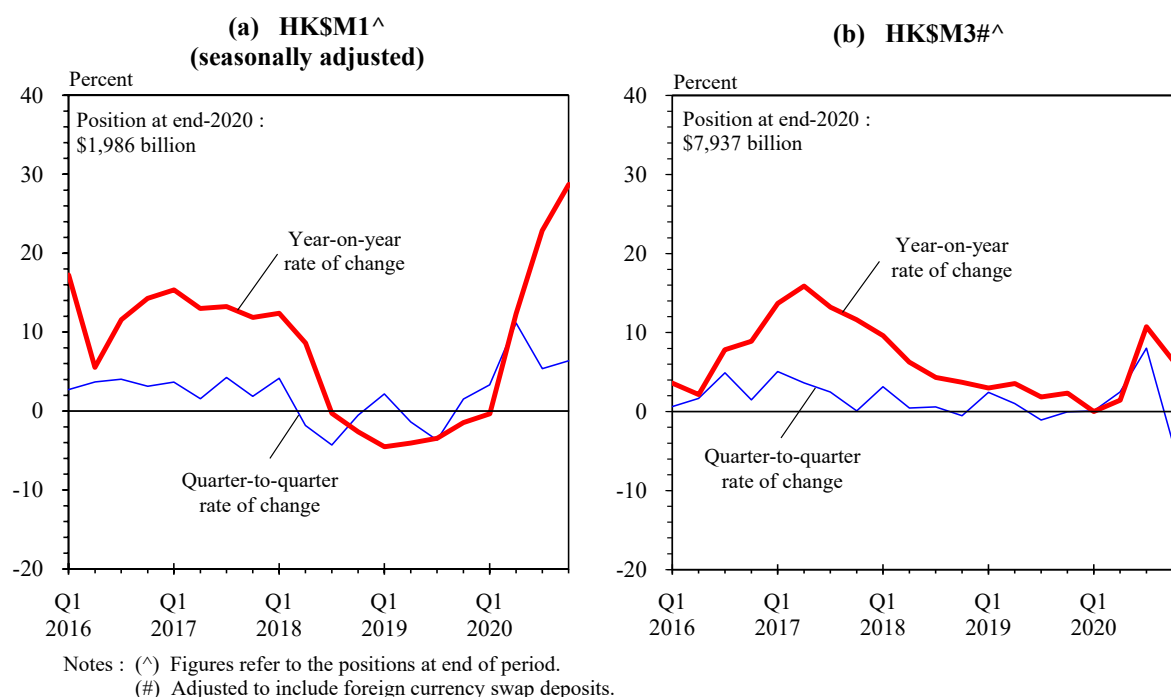 (a) HK$M1^
(seasonally adjusted)
Percent
40
30
20
10
0
-10
-20
Position at end-2020 :
$1,986 billion
Year-on-year
rate of change
Quarter-to-quarter
rate of change
Q1 Q1 Q1 Q1 Q1
2016 2017 2018 2019 2020
(b) HK$M3#^
Percent
40
30
20
10
0
-10
-20
Position at end-2020 :
$7,937 billion
Year-on-year
rate of change
Quarter-to-quarter
rate of change
Q1 Q1 Q1 Q1 Q1
2016 2017 2018 2019 2020
Notes : (^) Figures refer to the positions at end of period.
(#) Adjusted to include foreign currency swap deposits.